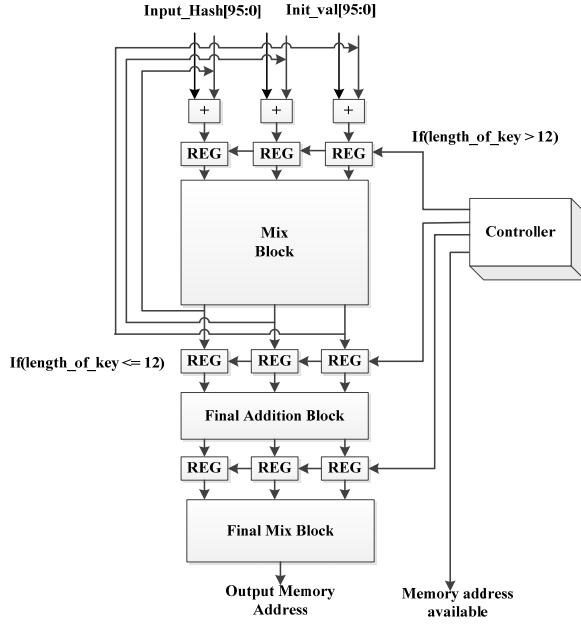 Input_Hash[95:0]
Init_val[95:0]
+
+
+
If(length_of_key > 12)
REG
REG
REG
Mix
Block
Controller
If(length_of_key <= 12)
REG
REG
REG
Final Addition Block
REG
REG
REG
Final Mix Block
Output Memory
Address
Memory address
available